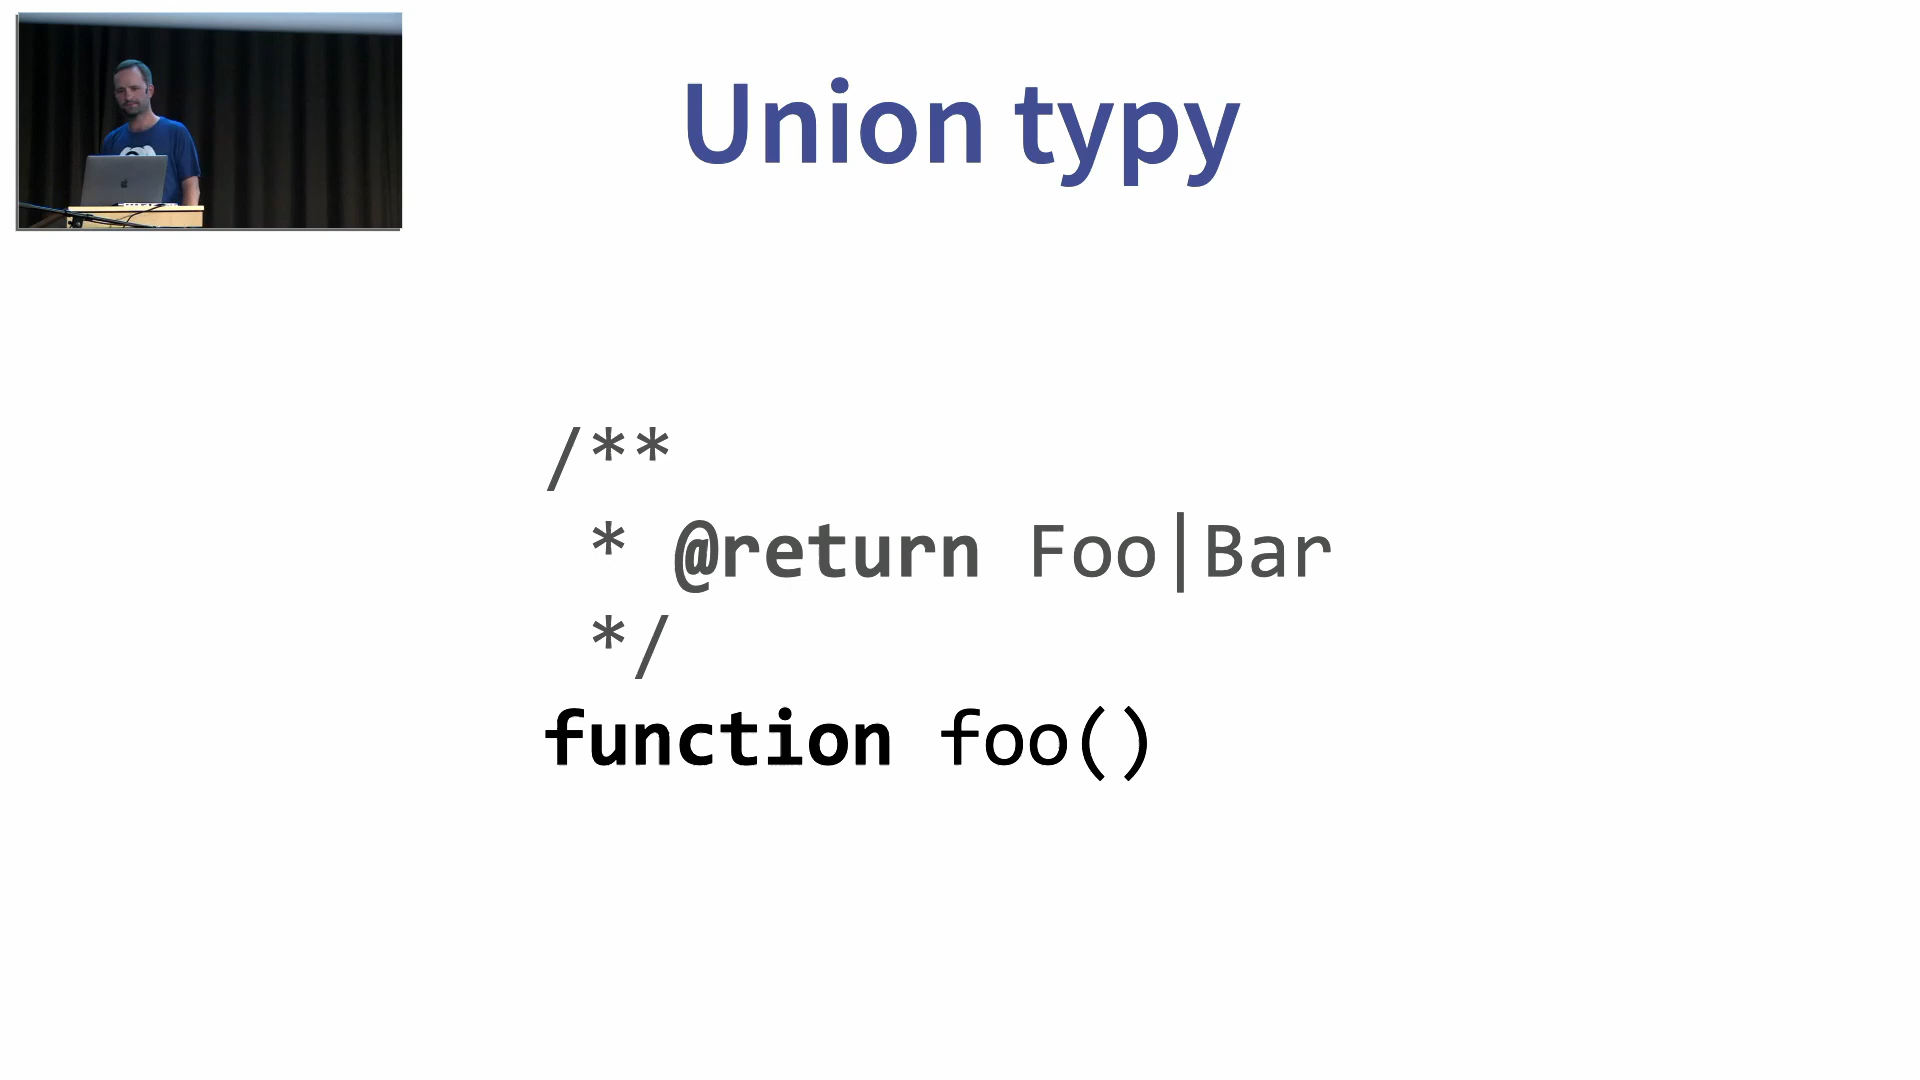 Union typy
/**
 * @return Foo|Bar
 */
function foo()